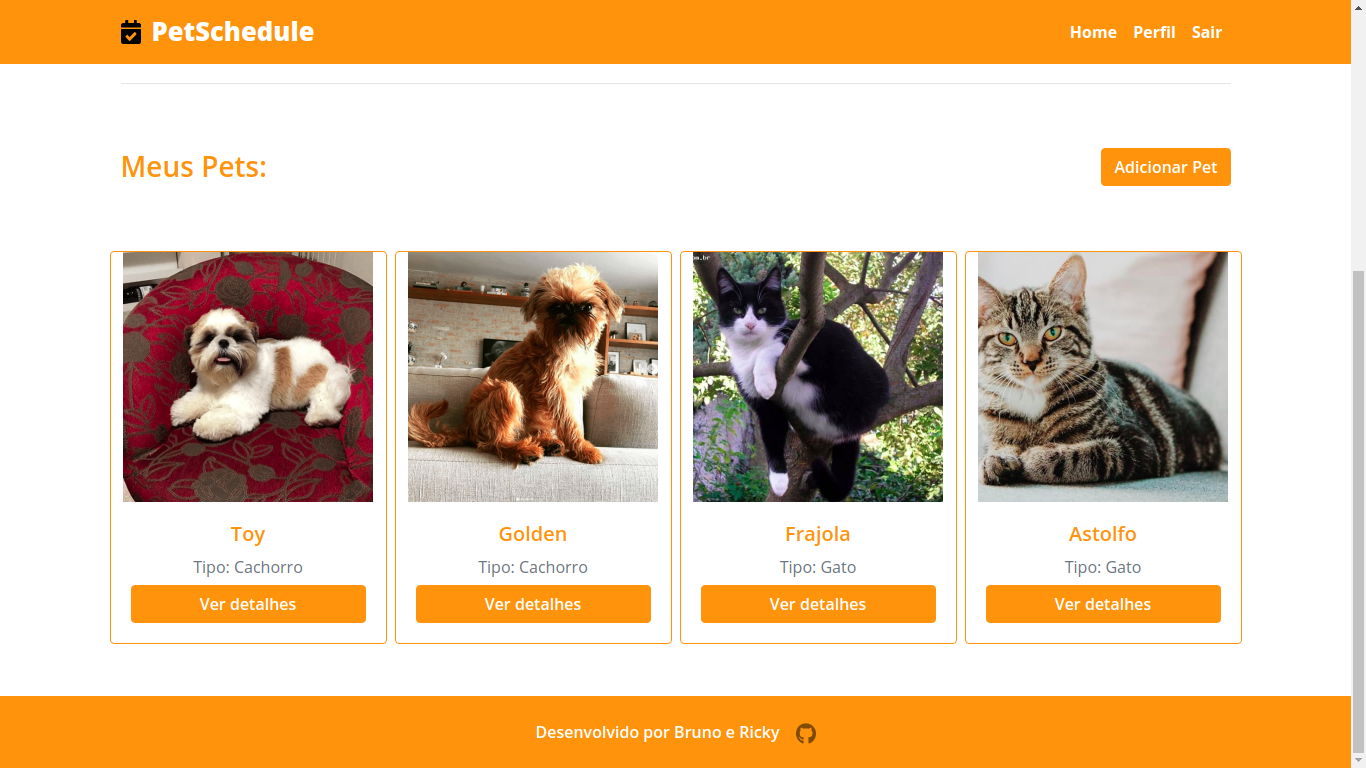 PetSchedule
Home Perfil Sair
Meus Pets:
Adicionar Pet
Toy
Tipo: Cachorro
Ver detalhes
Golden
Tipo: Cachorro
Ver detalhes
Frajola
Tipo: Gato
Ver detalhes
Astolfo
Tipo: Gato
Ver detalhes
Desenvolvido por Bruno e Ricky